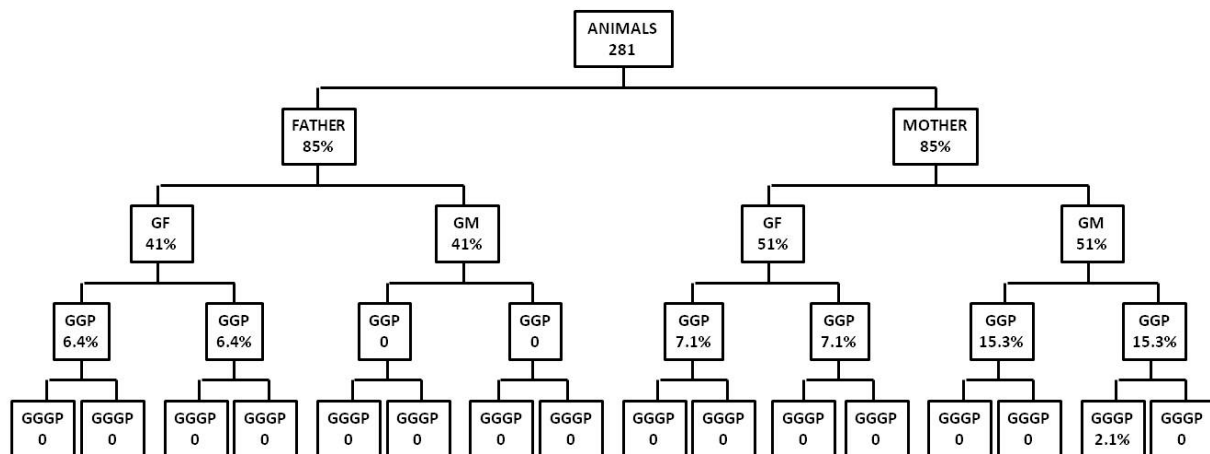 ANIMALS
281
FATHER
85%
MOTHER
85%
GF
41%
GM
41%
GF
51%
GM
51%
GGP
6.4%
GGP
6.4%
GGP
0
GGP
0
GGP
7.1%
GGP
7.1%
GGP
15.3%
GGP
15.3%
GGGP
0
GGGP
0
GGGP
0
GGGP
0
GGGP
0
GGGP
0
GGGP
0
GGGP
0
GGGP
0
GGGP
0
GGGP
0
GGGP
0
GGGP
0
GGGP
0
GGGP
2.1%
GGGP
0